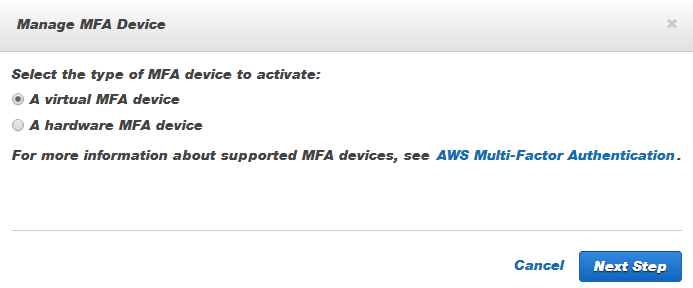 Manage MFA Device
Select the type of MFA device to activate:
A virtual MFA device
A hardware MFA device
For more information about supported MFA devices, see AWS Multi-Factor Authentication.
Cancel Next Step